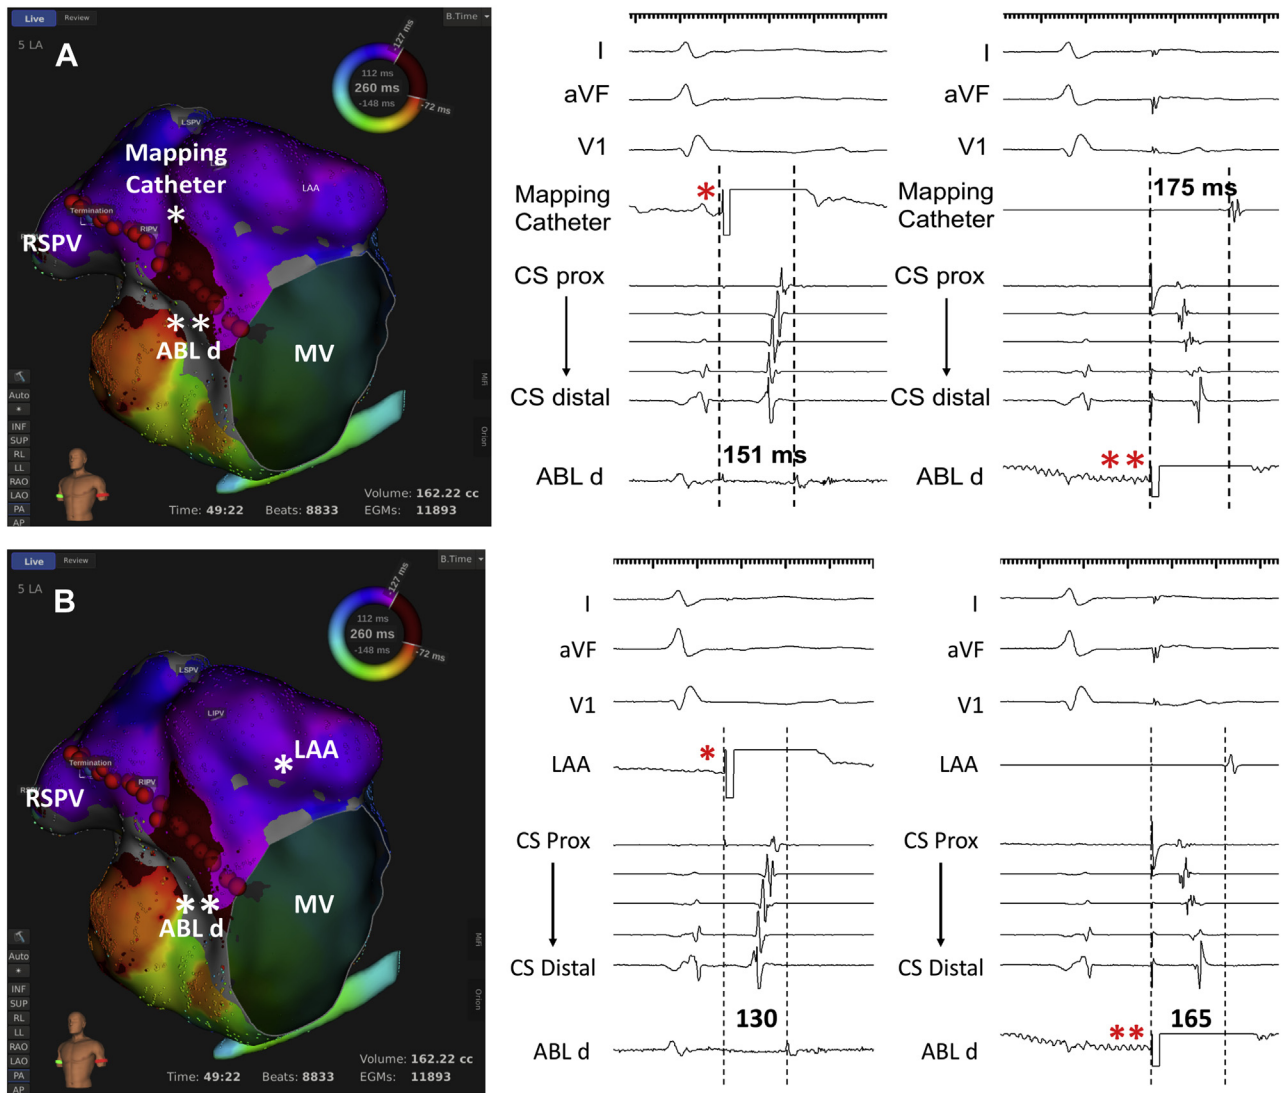 Live Review
B.Time
5 LA
A
-127 ms
112 ms
260 ms
-148 ms
-72 ms
LSPV
Mapping
Catheter
*
LAA
Termination
RIPV
RSPV
**
ABL d
MV
Auto
*
INF
SUP
RL
LL
RAO
LAO
PA
AP
MiFi
Orion
Volume: 162.22 cc
Time: 49:22 Beats: 8833 EGMs: 11893
I
aVF
V1
Mapping
Catheter
*
CS prox
CS distal
151 ms
ABL d
I
aVF
V1
175 ms
Mapping
Catheter
CS prox
CS distal
**
ABL d
Live Review
B.Time
5 LA
B
-127 ms
112 ms
260 ms
-148 ms
-72 ms
LSPV
LIPV
LAA
*
Termination
RIPV
RSPV
**
ABL d
MV
Auto
*
INF
SUP
RL
LL
RAO
LAO
PA
AP
MiFi
Orion
Volume: 162.22 cc
Time: 49:22 Beats: 8833 EGMs: 11893
I
aVF
V1
LAA
*
CS Prox
CS Distal
130
ABL d
I
aVF
V1
LAA
CS Prox
CS Distal
** 165
ABL d